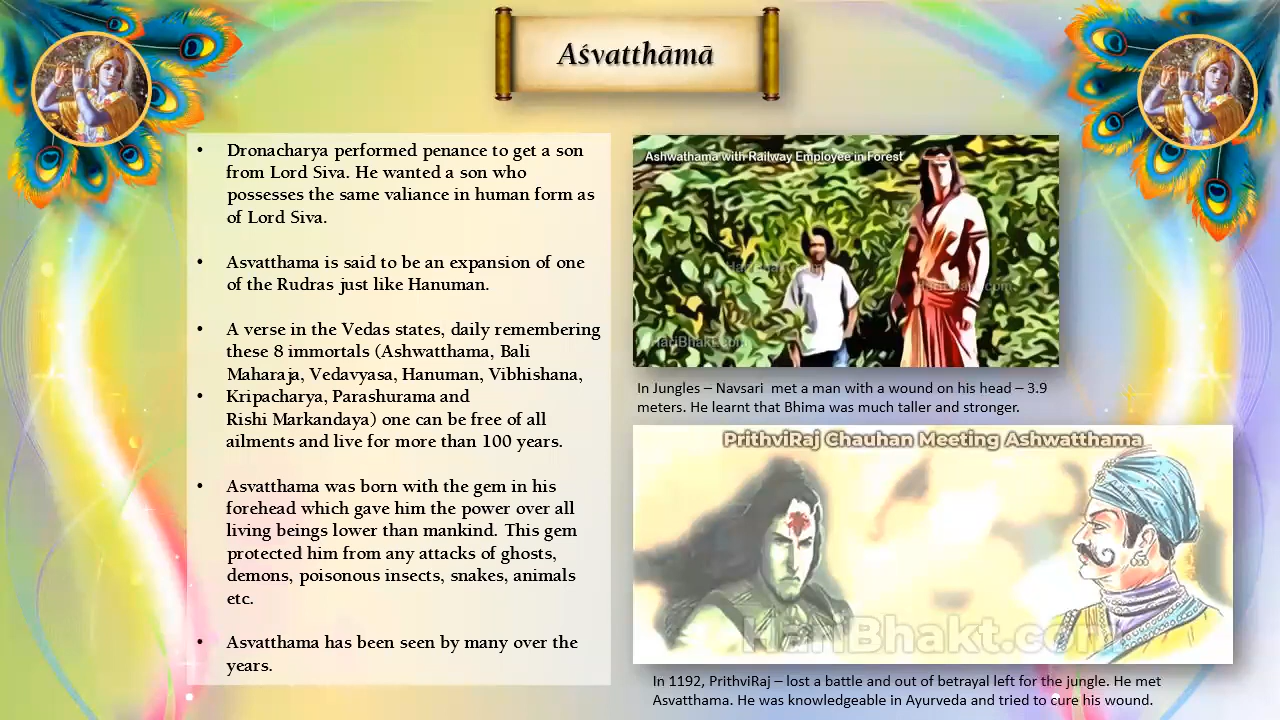 Aśvatthāmā
• Dronacharya performed penance to get a son
from Lord Siva. He wanted a son who
possesses the same valiance in human form as
of Lord Siva.
• Asvatthama is said to be an expansion of one
of the Rudras just like Hanuman.
• A verse in the Vedas states, daily remembering
these 8 immortals (Ashwatthama, Bali
Maharaja, Vedavyasa, Hanuman, Vibhishana,
• Kripacharya, Parashurama and
Rishi Markandaya) one can be free of all
ailments and live for more than 100 years.
• Asvatthama was born with the gem in his
forehead which gave him the power over all
living beings lower than mankind. This gem
protected him from any attacks of ghosts,
demons, poisonous insects, snakes, animals
etc.
• Asvatthama has been seen by many over the
years.
Ashwathama with Railway Employee in Forest
HariBhakt.com
HariBhakt.com
HariBhakt.com
In Jungles – Navsari met a man with a wound on his head – 3.9
meters. He learnt that Bhima was much taller and stronger.
PrithviRaj Chauhan Meeting Ashwatthama
HariBhakt.com
In 1192, PrithviRaj – lost a battle and out of betrayal left for the jungle. He met
Asvatthama. He was knowledgeable in Ayurveda and tried to cure his wound.